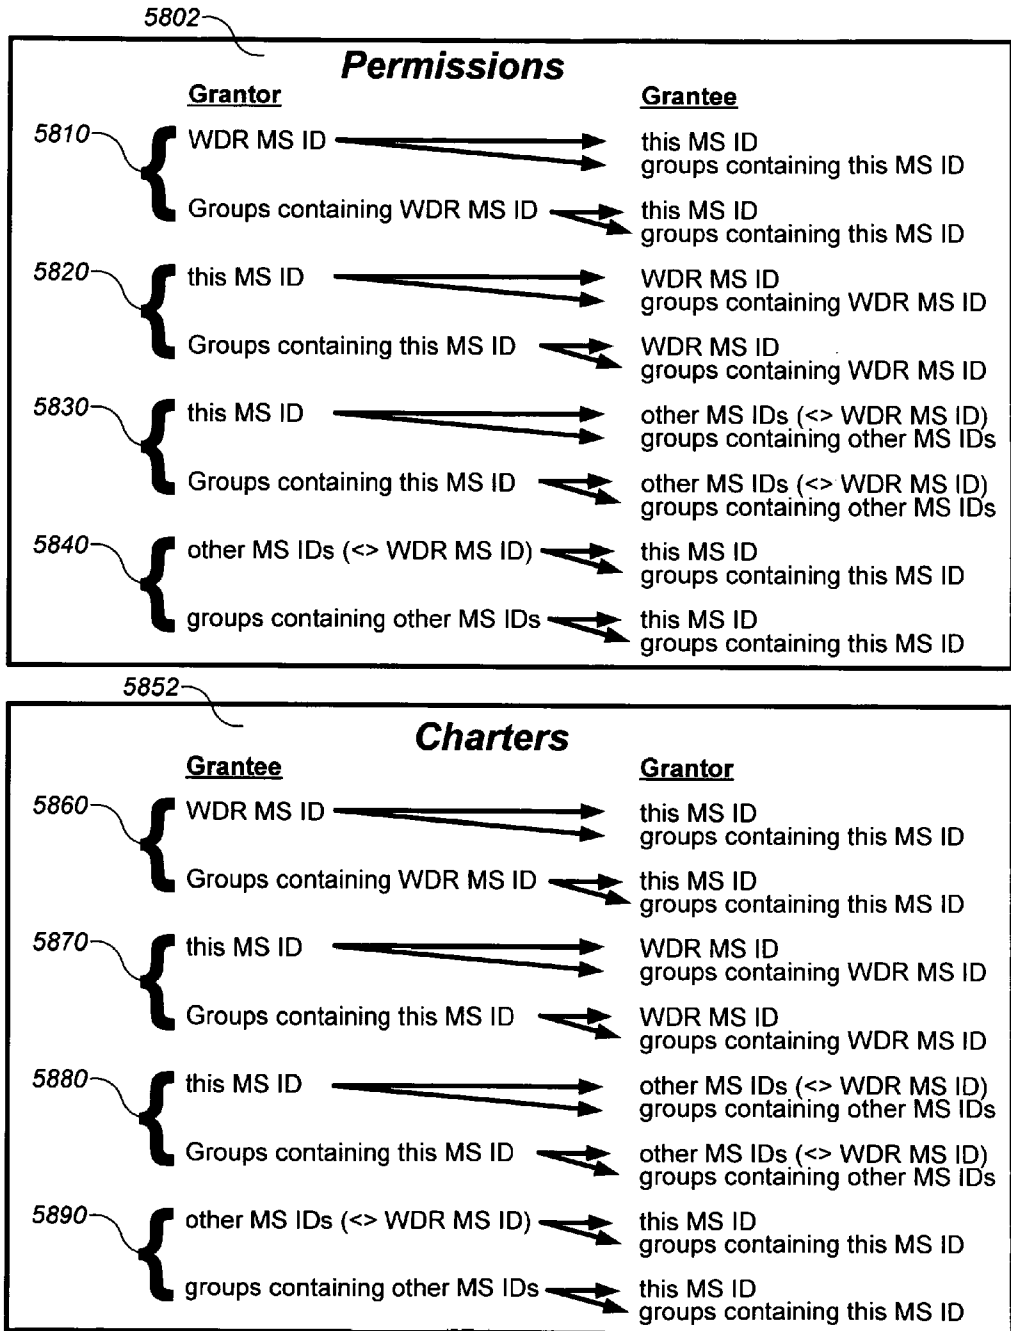 5802
Permissions
Grantor Grantee
5810 WDR MS ID this MS ID
groups containing this MS ID
Groups containing WDR MS ID this MS ID
groups containing this MS ID
5820 this MS ID WDR MS ID
groups containing WDR MS ID
Groups containing this MS ID WDR MS ID
groups containing WDR MS ID
5830 this MS ID other MS IDs (<> WDR MS ID)
groups containing other MS IDs
Groups containing this MS ID other MS IDs (<> WDR MS ID)
groups containing other MS IDs
5840 other MS IDs (<> WDR MS ID) this MS ID
groups containing this MS ID
groups containing other MS IDs this MS ID
groups containing this MS ID
5852
Charters
Grantee Grantor
5860 WDR MS ID this MS ID
groups containing this MS ID
Groups containing WDR MS ID this MS ID
groups containing this MS ID
5870 this MS ID WDR MS ID
groups containing WDR MS ID
Groups containing this MS ID WDR MS ID
groups containing WDR MS ID
5880 this MS ID other MS IDs (<> WDR MS ID)
groups containing other MS IDs
Groups containing this MS ID other MS IDs (<> WDR MS ID)
groups containing other MS IDs
5890 other MS IDs (<> WDR MS ID) this MS ID
groups containing this MS ID
groups containing other MS IDs this MS ID
groups containing this MS ID